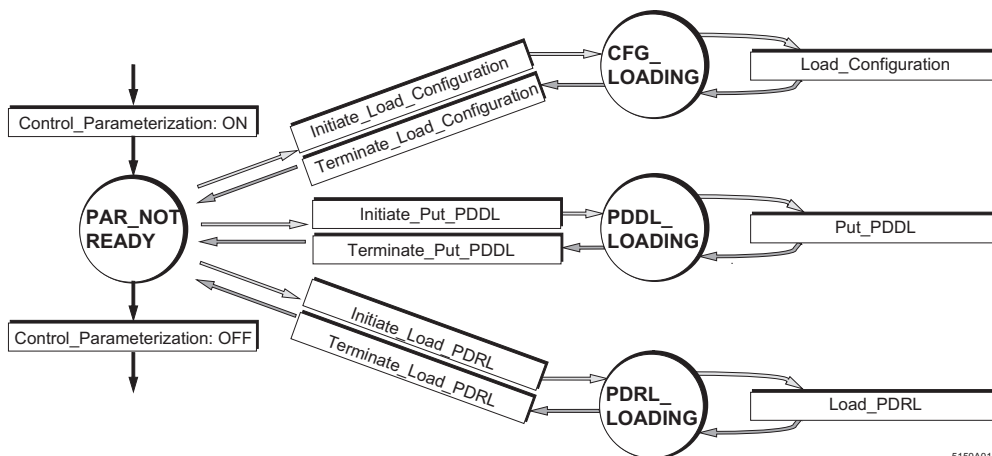 CFG_
LOADING
Load_Configuration
Initiate_Load_Configuration
Terminate_Load_Configuration
Control_Parameterization: ON
PAR_NOT
READY
Initiate_Put_PDDL
Terminate_Put_PDDL
PDDL_
LOADING
Put_PDDL
Control_Parameterization: OFF
Initiate_Load_PDRL
Terminate_Load_PDRL
PDRL_
LOADING
Load_PDRL